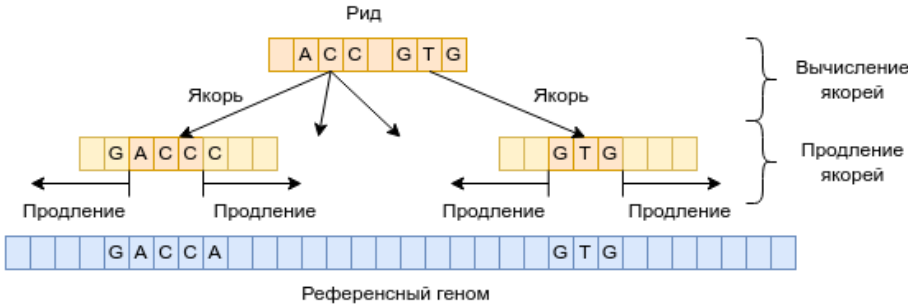 Рид
A C C G T G
Якорь
Якорь
Вычисление
якорей
G A C C C
G T G
Продление
якорей
Продление
Продление
Продление
Продление
G A C C A
G T G
Референсный геном